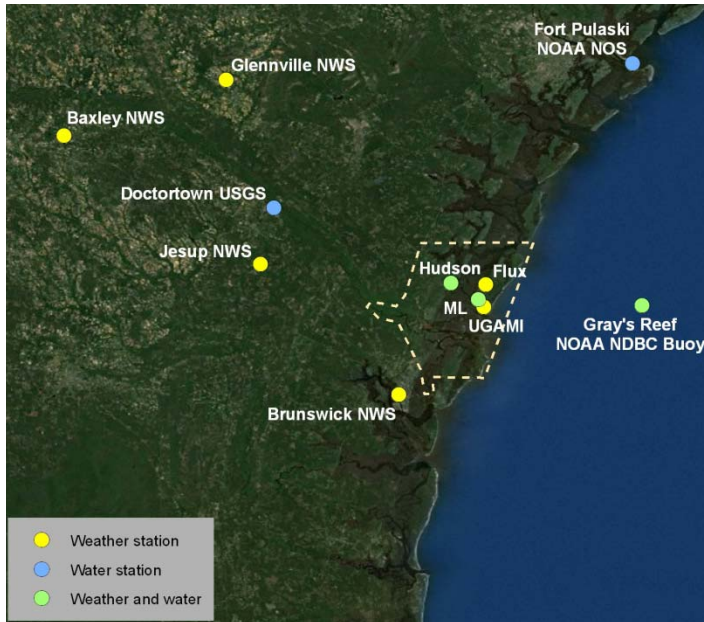 Fort Pulaski
NOAA NOS
Glennville NWS
Baxley NWS
Doctortown USGS
Jesup NWS
Hudson
Flux
ML
UGAMI
Gray's Reef
NOAA NDBC Buoy
Brunswick NWS
Weather station
Water station
Weather and water